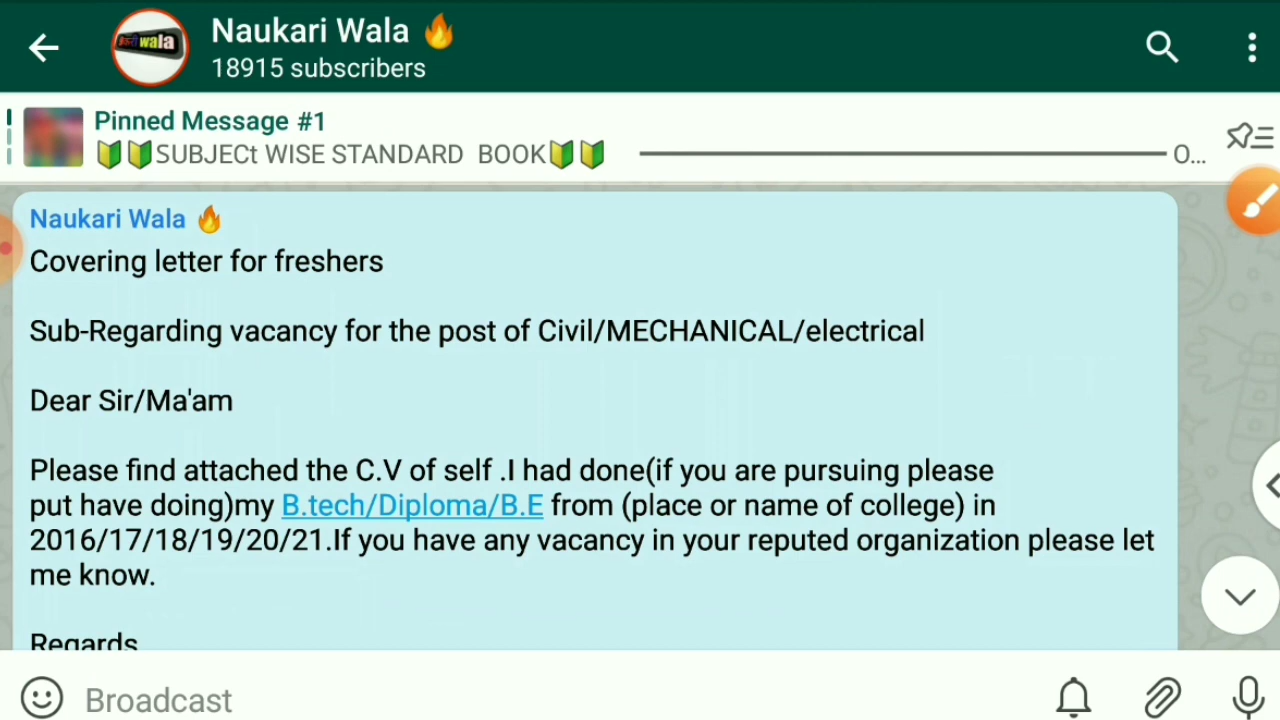 Naukari Wala 🔥
18915 subscribers
Pinned Message #1
🔰🔰SUBJECt WISE STANDARD BOOK🔰🔰 O...
Naukari Wala 🔥
Covering letter for freshers
Sub-Regarding vacancy for the post of Civil/MECHANICAL/electrical
Dear Sir/Ma'am
Please find attached the C.V of self .I had done(if you are pursuing please
put have doing)my B.tech/Diploma/B.E from (place or name of college) in
2016/17/18/19/20/21.If you have any vacancy in your reputed organization please let
me know.
Regards
Broadcast